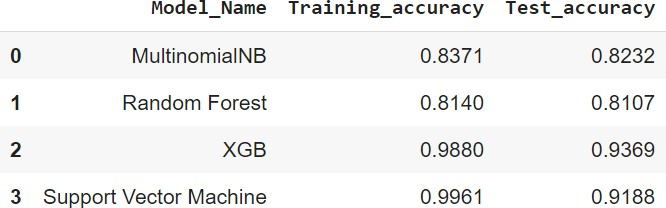 Model_Name Training_accuracy Test_accuracy
0 MultinomialNB 0.8371 0.8232
1 Random Forest 0.8140 0.8107
2 XGB 0.9880 0.9369
3 Support Vector Machine 0.9961 0.9188